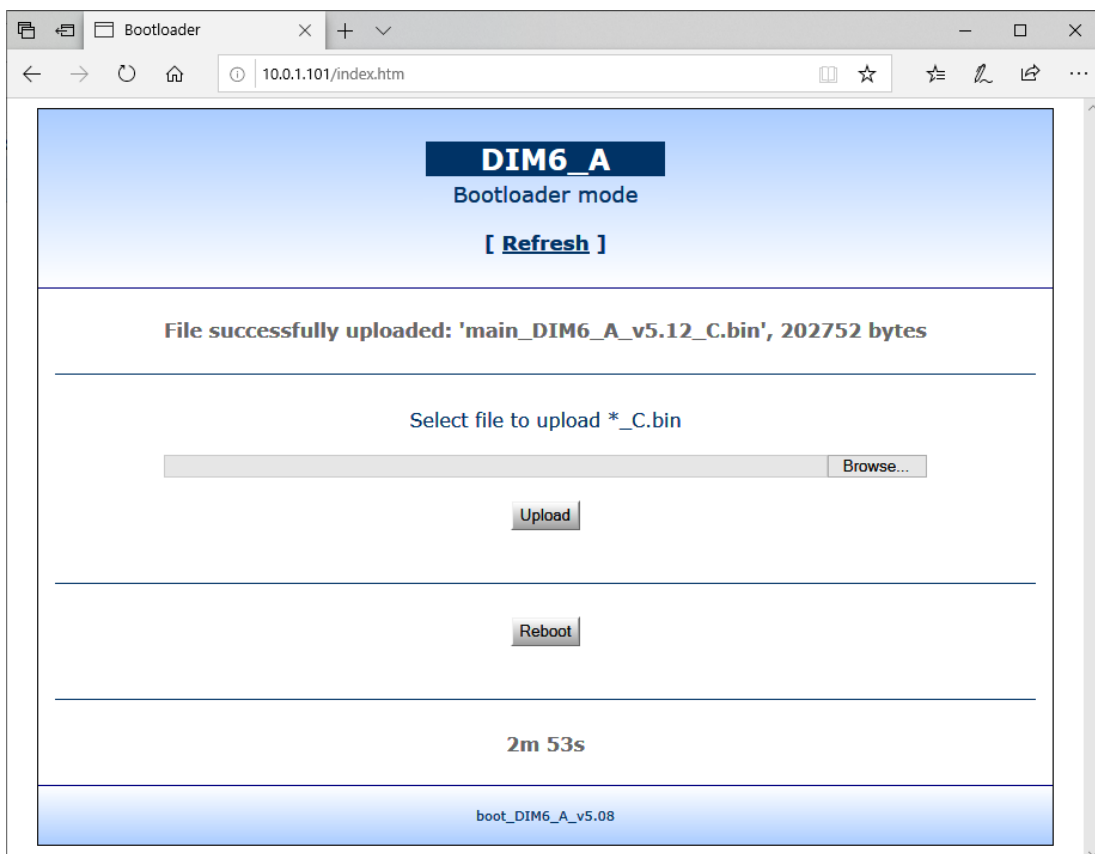 Bootloader
10.0.1.101/index.htm
DIM6_A
Bootloader mode
[ Refresh ]
File successfully uploaded: 'main_DIM6_A_v5.12_C.bin', 202752 bytes
Select file to upload *_C.bin
Browse...
Upload
Reboot
2m 53s
boot_DIM6_A_v5.08